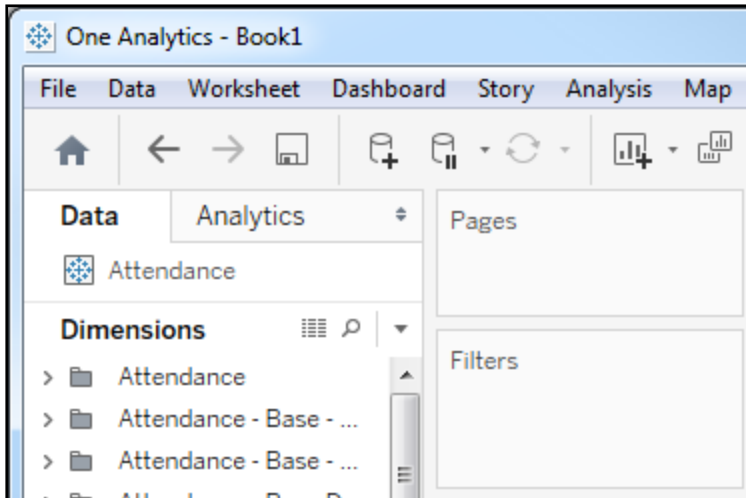 One Analytics - Book1
File Data Worksheet Dashboard Story Analysis Map
Data Analytics
Pages
Attendance
Dimensions
Filters
Attendance
Attendance - Base - ...
Attendance - Base - ...